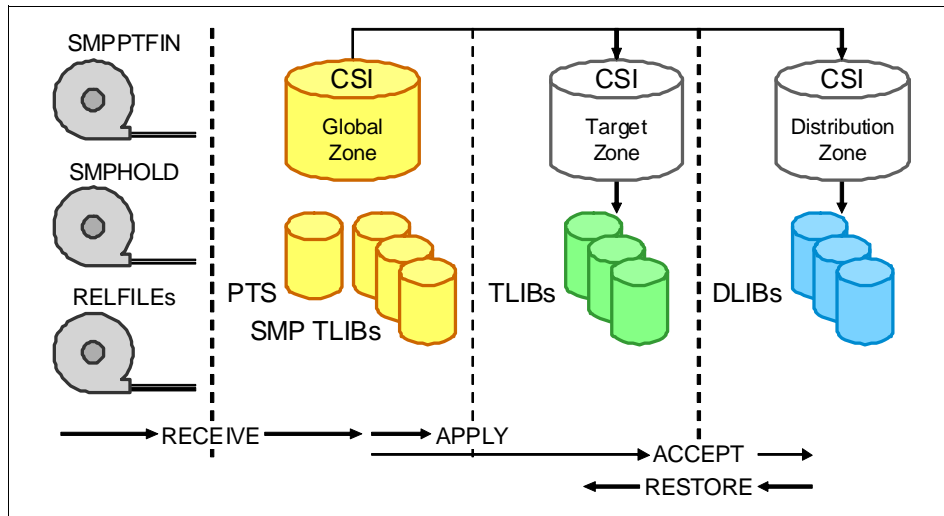 SMPPTFIN
SMPHOLD
RELFILEs
CSI
Global
Zone
PTS
SMP TLIBs
CSI
Target
Zone
TLIBs
CSI
Distribution
Zone
DLIBs
RECEIVE
APPLY
ACCEPT
RESTORE